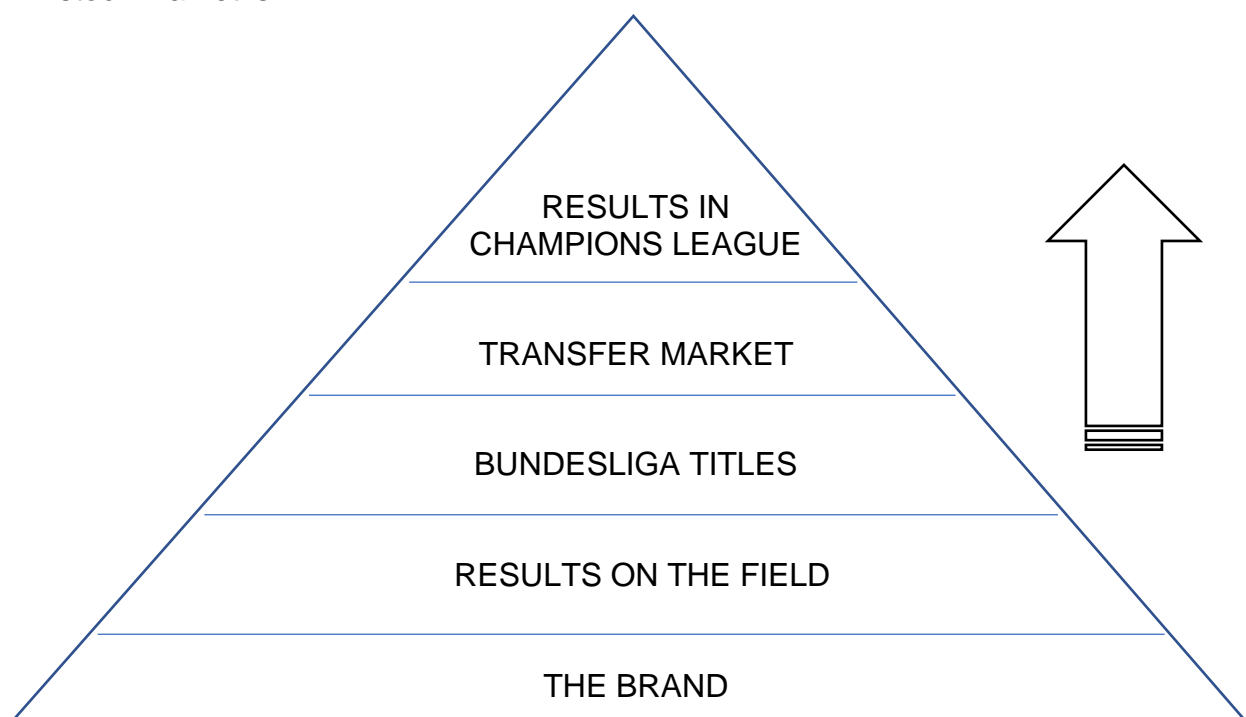 RESULTS IN
CHAMPIONS LEAGUE
TRANSFER MARKET
BUNDESLIGA TITLES
RESULTS ON THE FIELD
THE BRAND